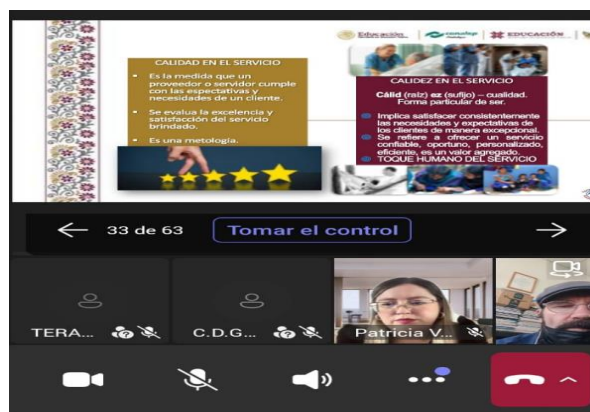 Educación
conalep
EDUCACIÓN
CALIDAD EN EL SERVICIO
Es la medida que un
proveedor o servidor cumple
con las espectativas y
necesidades de un cliente.
Se evalua la excelencia y
satisfacción del servicio
brindado.
Es una metología.
CALIDEZ EN EL SERVICIO
Cálid (raíz) ez (sufijo) – cualidad.
Forma particular de ser.
Implica satisfacer consistentemente
las necesidades y expectativas de
los clientes de manera excepcional.
Se refiere a ofrecer un servicio
confiable, oportuno, personalizado,
eficiente, es un valor agregado.
TOQUE HUMANO DEL SERVICIO
33 de 63
Tomar el control
TERA...
C.D.G...
Patricia V...